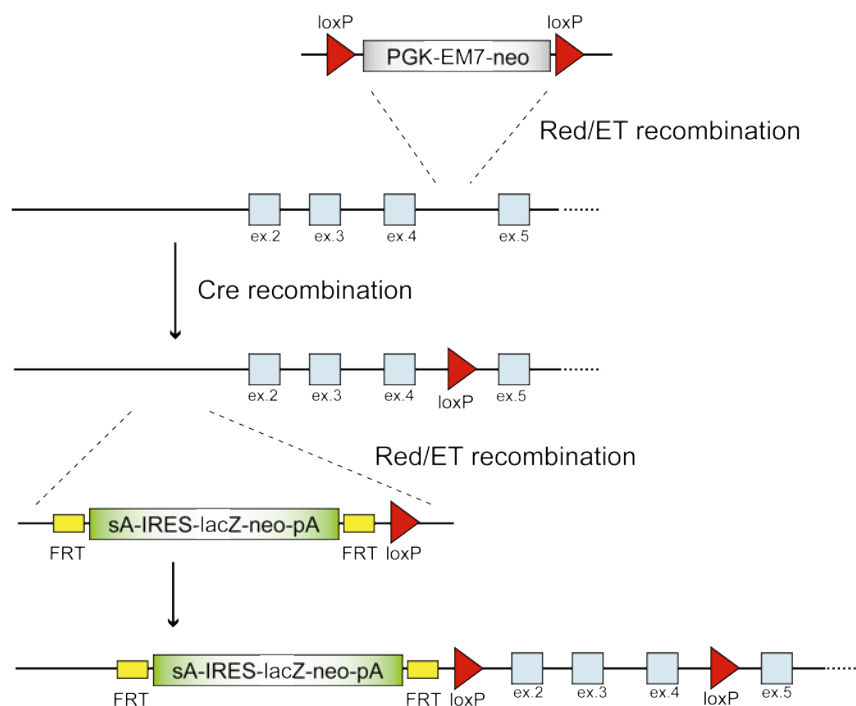 loxP loxP
PGK-EM7-neo
Red/ET recombination
ex.2 ex.3 ex.4 ex.5
Cre recombination
ex.2 ex.3 ex.4 loxP ex.5
Red/ET recombination
sA-IRES-lacZ-neo-pA
FRT FRT loxP
sA-IRES-lacZ-neo-pA
FRT FRT loxP ex.2 ex.3 ex.4 loxP ex.5